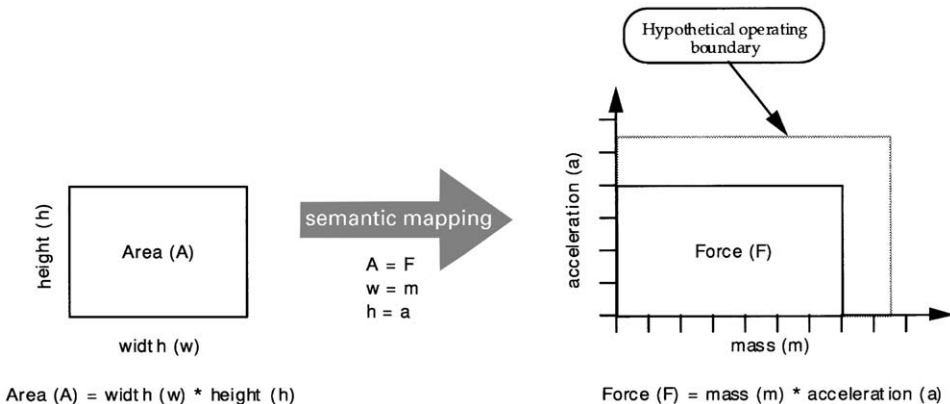 Hypothetical operating
boundary
height (h)
Area (A)
width (w)
Area (A) = width (w) * height (h)
semantic mapping
A = F
w = m
h = a
acceleration (a)
Force (F)
mass (m)
Force (F) = mass (m) * acceleration (a)